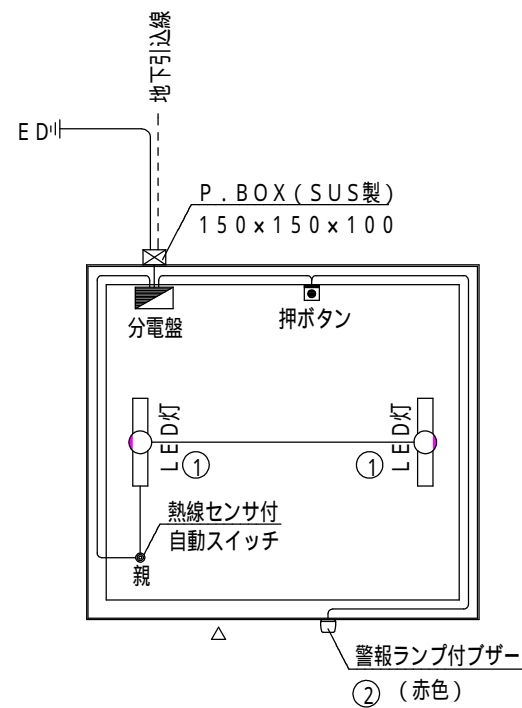 地下引込線
ED
P.BOX(SUS製)
150×150×100
分電盤
押ボタン
LED灯
①
LED灯
①
熱線センサ付
自動スイッチ
親
警報ランプ付ブザー
② (赤色)